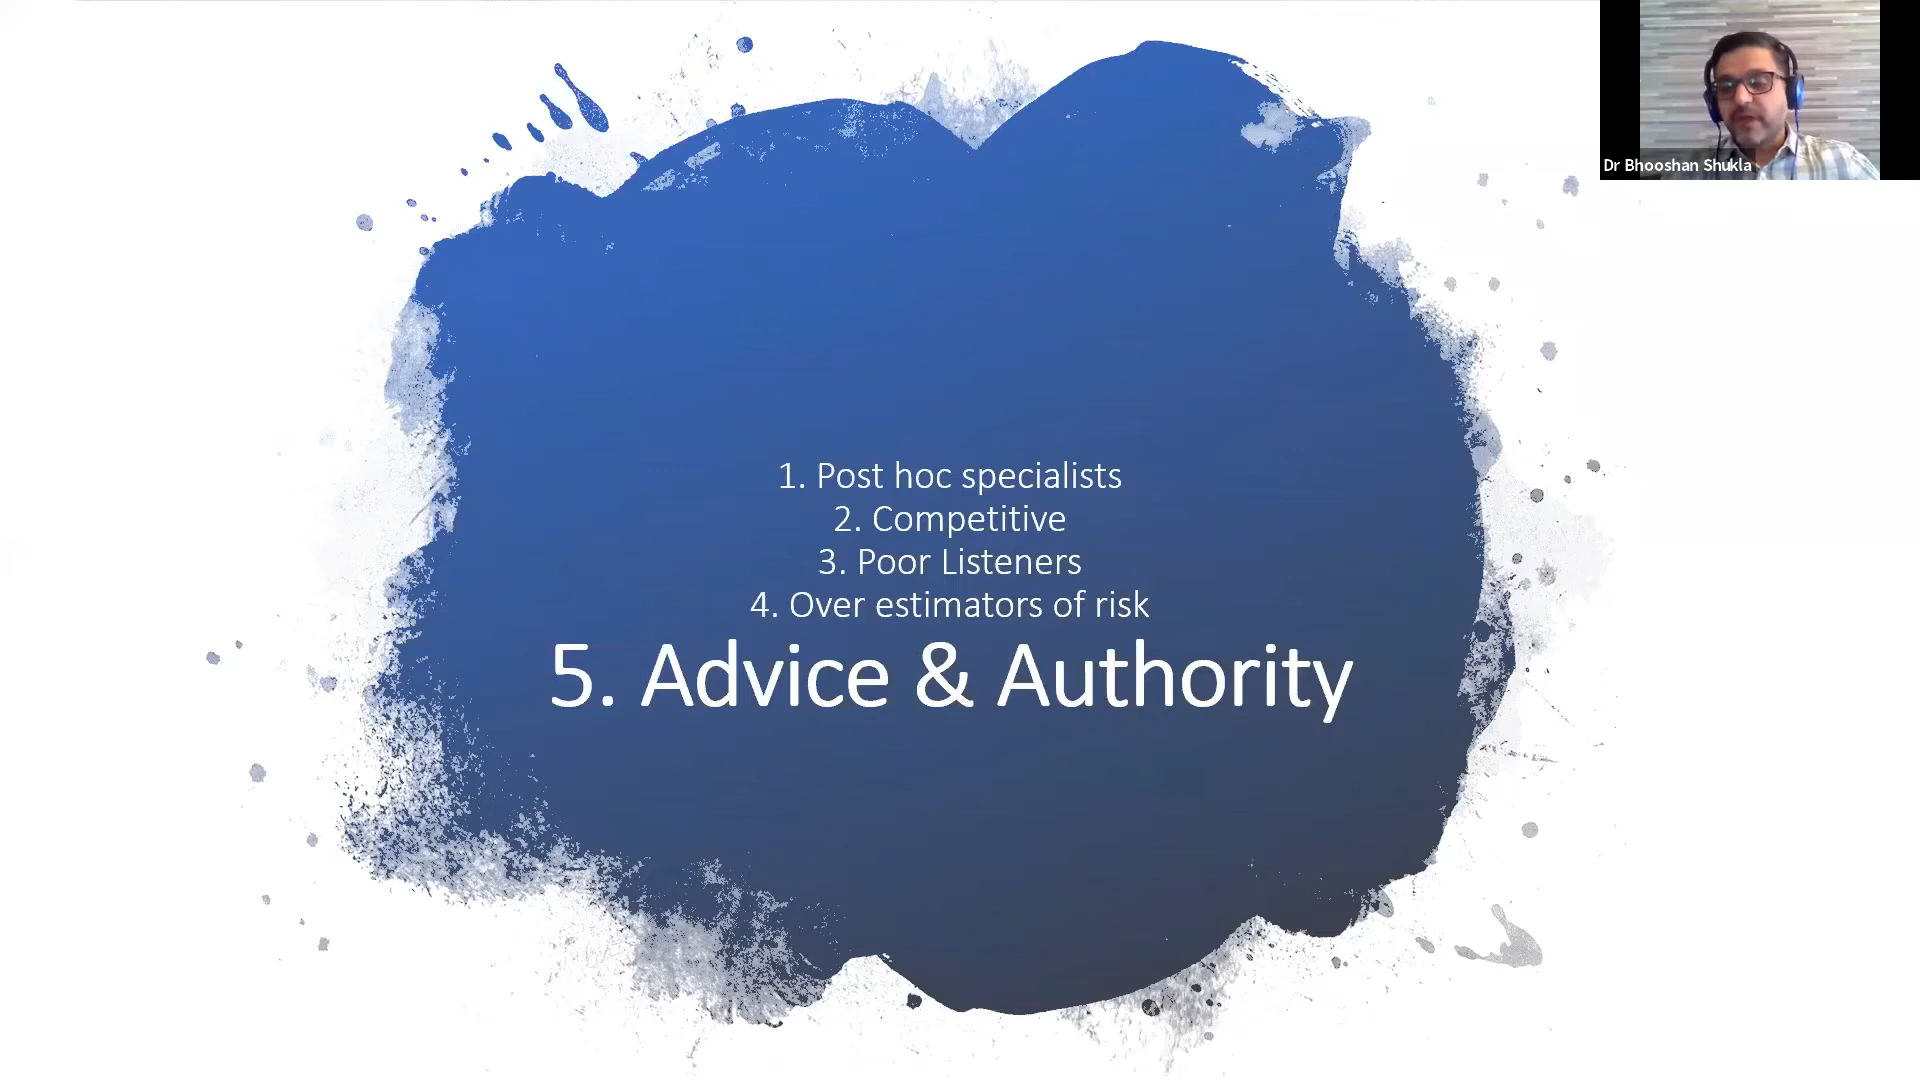 Dr Bhooshan Shukla
1. Post hoc specialists
2. Competitive
3. Poor Listeners
4. Over estimators of risk
5. Advice & Authority